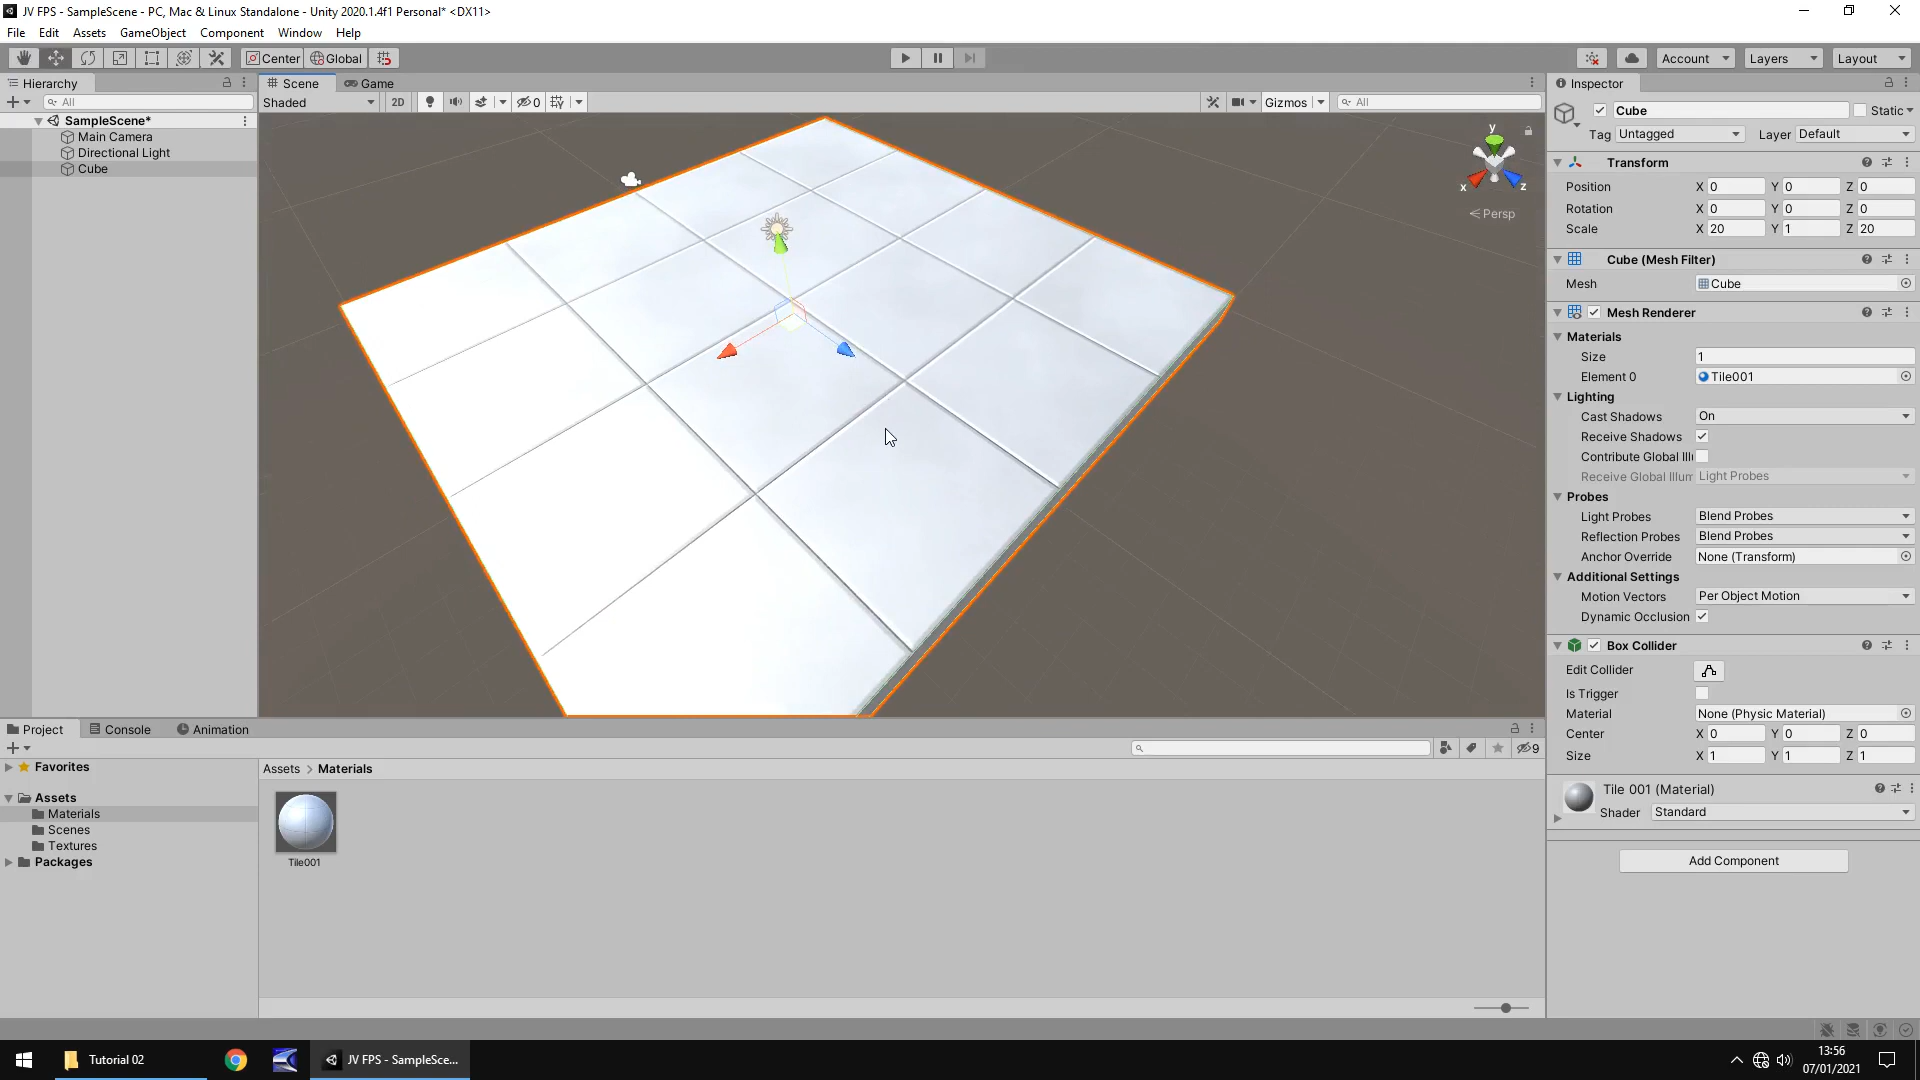 JV FPS - SampleScene - PC, Mac & Linux Standalone - Unity 2020.1.4f1 Personal* <DX11>
File Edit Assets GameObject Component Window Help
Center Global Account Layers Layout
Hierarchy
All
SampleScene*
Main Camera
Directional Light
Cube
Scene Game
Shaded 2D 0 Gizmos All
y
x z
Persp
Inspector
Cube Static
Tag Untagged Layer Default
Transform
Position X 0 Y 0 Z 0
Rotation X 0 Y 0 Z 0
Scale X 20 Y 1 Z 20
Cube (Mesh Filter)
Mesh Cube
Mesh Renderer
Materials
Size 1
Element 0 Tile001
Lighting
Cast Shadows On
Receive Shadows
Contribute Global Illu
Receive Global Illum Light Probes
Probes
Light Probes Blend Probes
Reflection Probes Blend Probes
Anchor Override None (Transform)
Additional Settings
Motion Vectors Per Object Motion
Dynamic Occlusion
Box Collider
Edit Collider
Is Trigger
Material None (Physic Material)
Center X 0 Y 0 Z 0
Size X 1 Y 1 Z 1
Tile 001 (Material)
Shader Standard
Add Component
Project Console Animation
9
Favorites
Assets
Materials
Scenes
Textures
Packages
Assets > Materials
Tile001
Tutorial 02
JV FPS - SampleSce...
13:56
07/01/2021